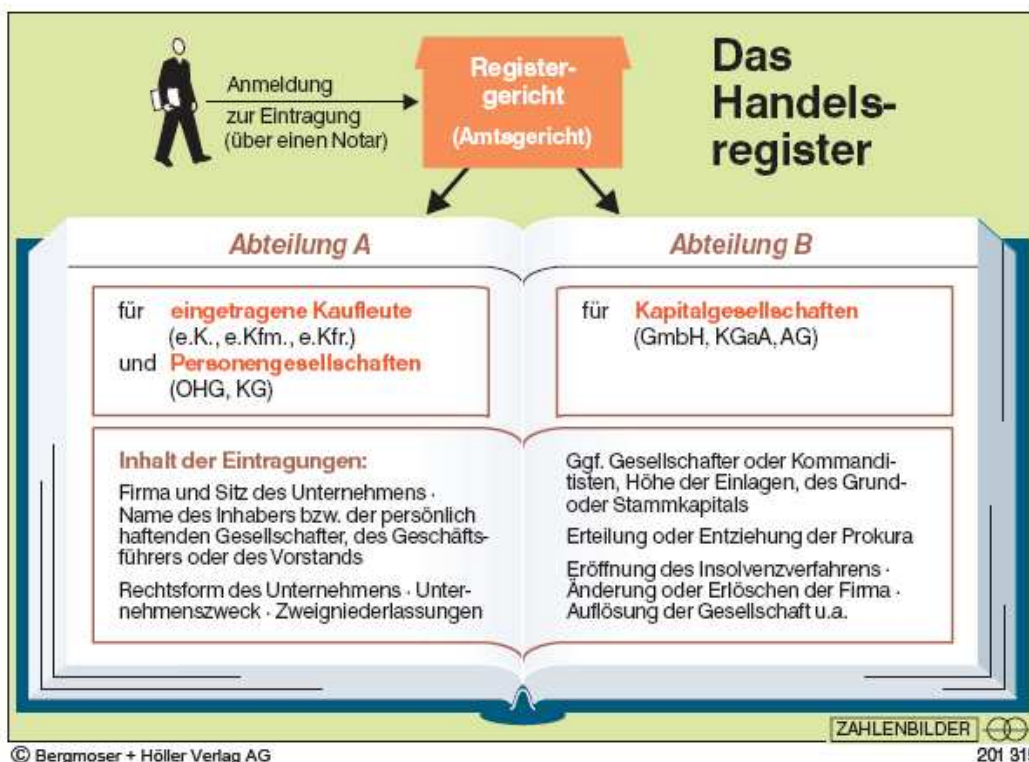 Das
Handels-
register
Anmeldung
zur Eintragung
(über einen Notar)
Register-
gericht
(Amtsgericht)
Abteilung A
für eingetragene Kaufleute
(e.K., e.Kfm., e.Kfr.)
und Personengesellschaften
(OHG, KG)
Abteilung B
für Kapitalgesellschaften
(GmbH, KGaA, AG)
Inhalt der Eintragungen:
Firma und Sitz des Unternehmens ·
Name des Inhabers bzw. der persönlich
haftenden Gesellschafter, des Geschäfts-
führers oder des Vorstands
Rechtsform des Unternehmens · Unter-
nehmenszweck · Zweigniederlassungen
Ggf. Gesellschafter oder Kommandi-
tisten, Höhe der Einlagen, des Grund-
oder Stammkapitals
Erteilung oder Entziehung der Prokura
Eröffnung des Insolvenzverfahrens ·
Änderung oder Erlöschen der Firma ·
Auflösung der Gesellschaft u.a.
ZAHLENBILDER
© Bergmoser + Höller Verlag AG
201 315